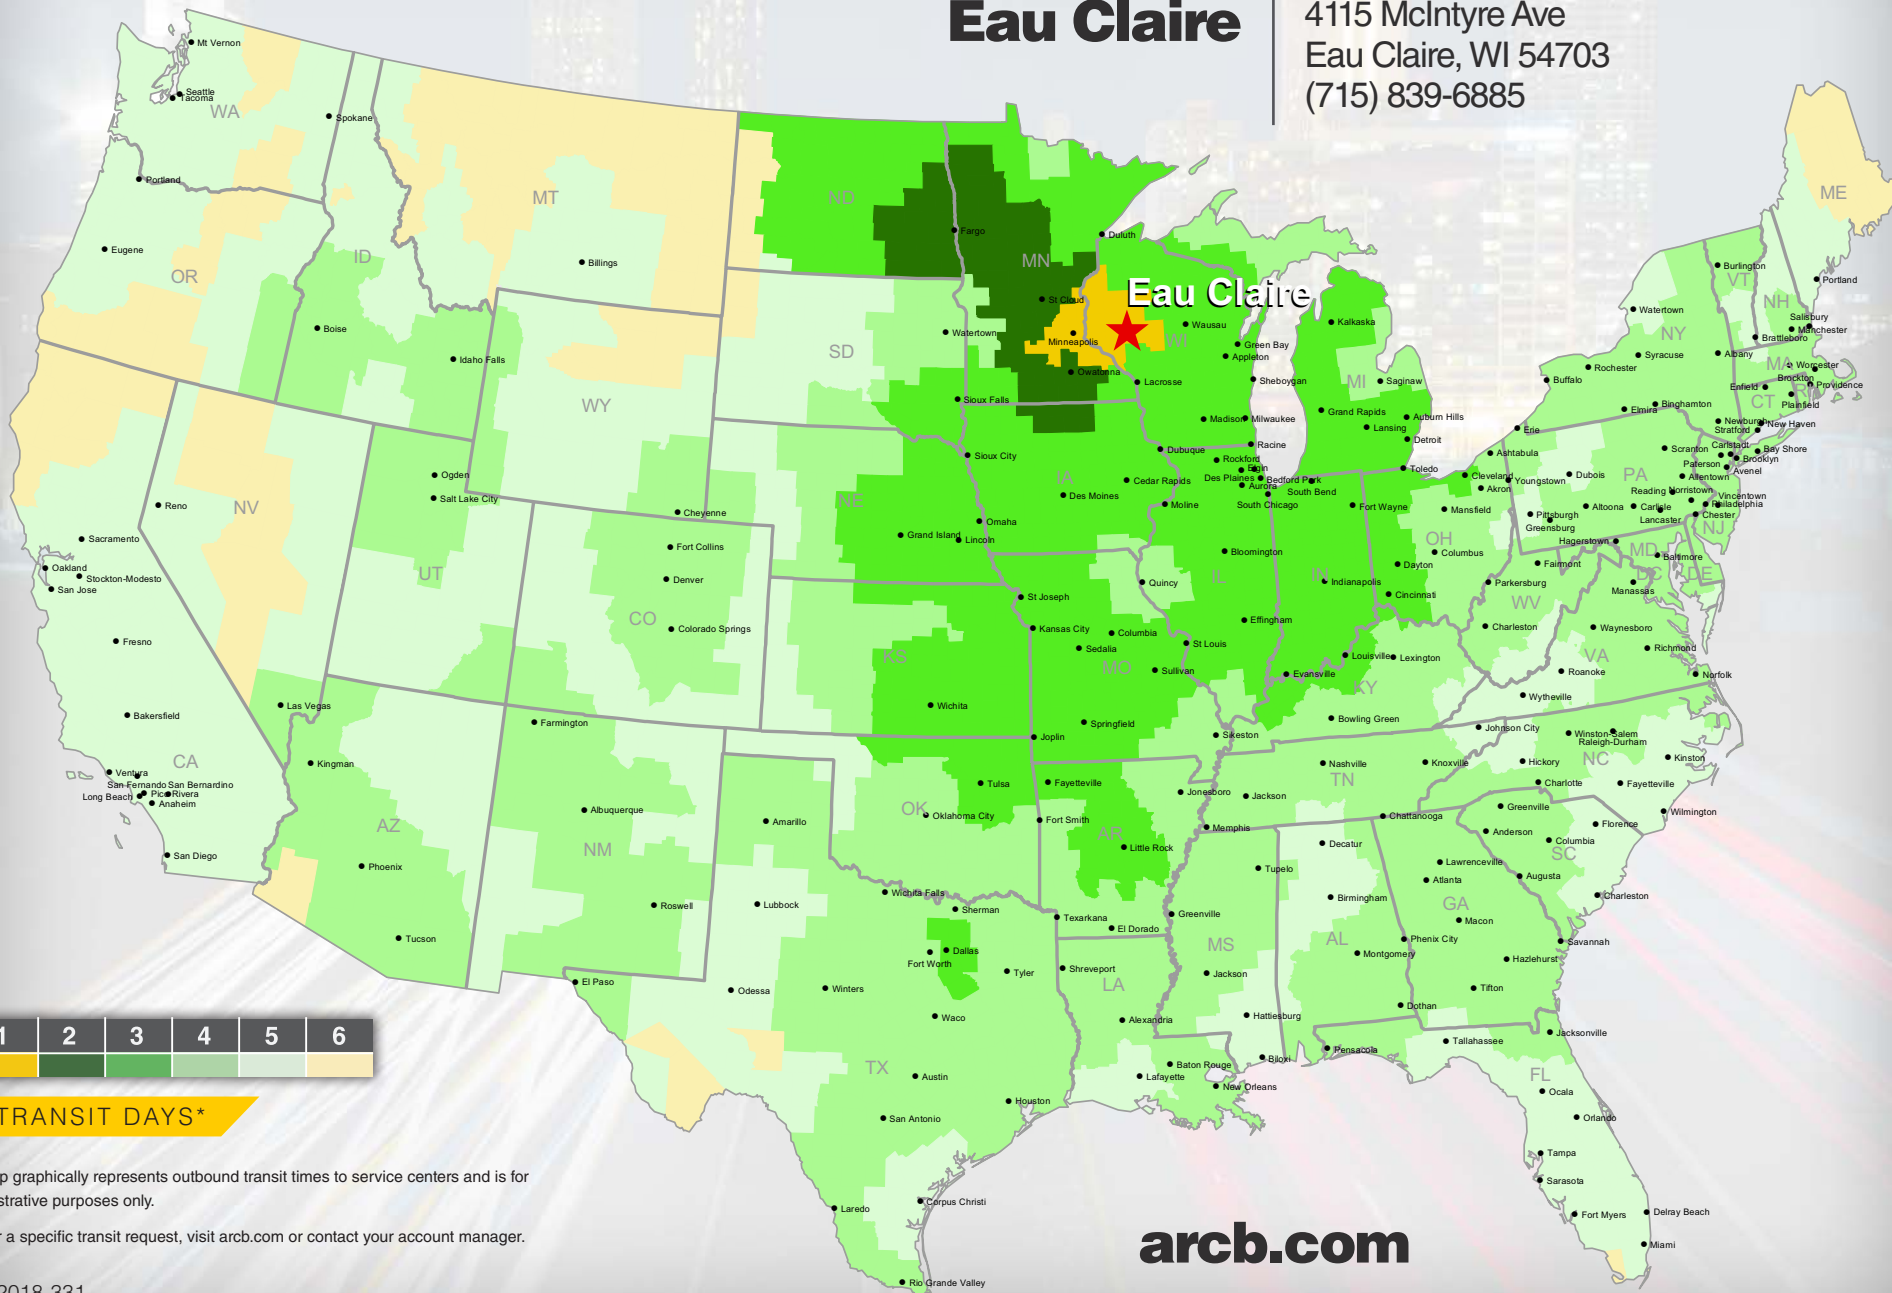 Eau Claire
4115 McIntyre Ave
Eau Claire, WI 54703
(715) 839-6885
Mt Vernon
Seattle
Tacoma
WA
Spokane
Portland
Eugene
OR
ID
Boise
Idaho Falls
MT
Billings
WY
Cheyenne
ND
Fargo
SD
Watertown
Sioux Falls
MN
Duluth
St Cloud
Minneapolis
Owatonna
Eau Claire
WI
Wausau
Green Bay
Appleton
Lacrosse
Sheboygan
Madison
Milwaukee
Racine
MI
Kalkaska
Saginaw
Grand Rapids
Auburn Hills
Lansing
Detroit
NV
Reno
Sacramento
Oakland
Stockton-Modesto
San Jose
Fresno
Bakersfield
CA
Ventura
San Fernando
San Bernardino
Long Beach
Pico Rivera
Anaheim
San Diego
Las Vegas
UT
Ogden
Salt Lake City
CO
Fort Collins
Denver
Colorado Springs
AZ
Kingman
Phoenix
Tucson
NM
Farmington
Albuquerque
Roswell
NE
Grand Island
Lincoln
Omaha
IA
Sioux City
Des Moines
Cedar Rapids
Dubuque
Moline
KS
Wichita
MO
St Joseph
Kansas City
Columbia
Sedalia
St Louis
Sullivan
Springfield
Joplin
Sikeston
IL
Rockford
Elgin
Des Plaines
Bedford Park
Aurora
South Chicago
Bloomington
Quincy
Effingham
IN
South Bend
Fort Wayne
Indianapolis
Evansville
OH
Toledo
Cleveland
Akron
Youngstown
Ashtabula
Mansfield
Columbus
Dayton
Cincinnati
KY
Louisville
Lexington
Bowling Green
WV
Parkersburg
Fairmont
Charleston
PA
Erie
Dubois
Pittsburgh
Greensburg
Altoona
Carlisle
Lancaster
Reading
Norristown
Allentown
Scranton
Vincentown
Philadelphia
Chester
NJ
NY
Watertown
Syracuse
Rochester
Buffalo
Elmira
Binghamton
Albany
Newburgh
Carlstadt
Paterson
Brooklyn
Bay Shore
Avenel
VT
Burlington
Brattleboro
NH
Salisbury
Manchester
ME
Portland
MA
Worcester
Brockton
Providence
RI
Enfield
CT
Plainfield
New Haven
Stratford
MD
Hagerstown
Baltimore
DC
DE
Manassas
VA
Waynesboro
Richmond
Roanoke
Norfolk
Wytheville
NC
Winston-Salem
Raleigh-Durham
Hickory
Charlotte
Kinston
Fayetteville
Wilmington
TN
Johnson City
Knoxville
Nashville
Jackson
Memphis
Chattanooga
SC
Greenville
Anderson
Florence
Columbia
Charleston
GA
Lawrenceville
Atlanta
Augusta
Macon
Savannah
Hazlehurst
Tifton
AL
Decatur
Birmingham
Phenix City
Montgomery
Dothan
MS
Tupelo
Greenville
Jackson
Hattiesburg
Biloxi
AR
Fayetteville
Jonesboro
Fort Smith
Little Rock
El Dorado
Texarkana
LA
Shreveport
Alexandria
Baton Rouge
Lafayette
New Orleans
OK
Tulsa
Oklahoma City
TX
Amarillo
Lubbock
Wichita Falls
Sherman
Dallas
Fort Worth
Tyler
El Paso
Odessa
Winters
Waco
Austin
Houston
San Antonio
Corpus Christi
Laredo
Rio Grande Valley
FL
Pensacola
Tallahassee
Jacksonville
Ocala
Orlando
Tampa
Sarasota
Fort Myers
Delray Beach
Miami
1 2 3 4 5 6
TRANSIT DAYS*
p graphically represents outbound transit times to service centers and is for
strative purposes only.
r a specific transit request, visit arcb.com or contact your account manager.
2018-331
arcb.com